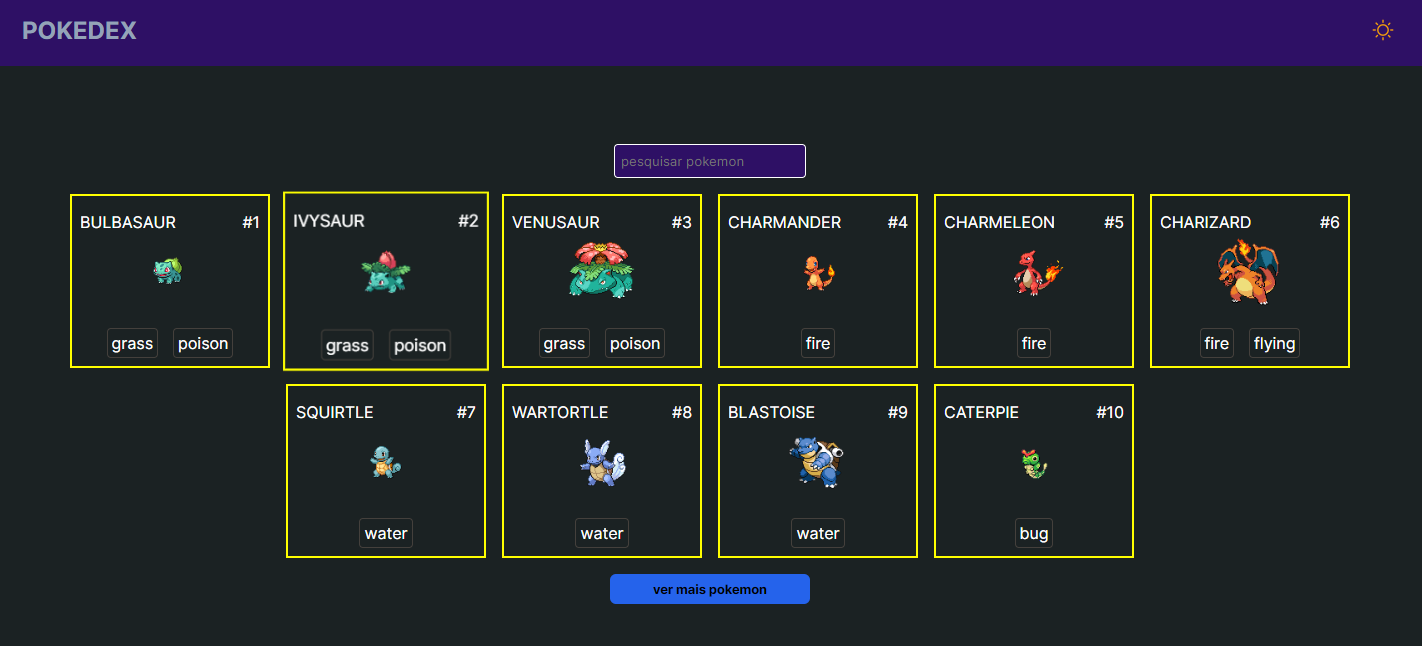 POKEDEX
pesquisar pokemon
BULBASAUR #1
grass poison
IVYSAUR #2
grass poison
VENUSAUR #3
grass poison
CHARMANDER #4
fire
CHARMELEON #5
fire
CHARIZARD #6
fire flying
SQUIRTLE #7
water
WARTORTLE #8
water
BLASTOISE #9
water
CATERPIE #10
bug
ver mais pokemon